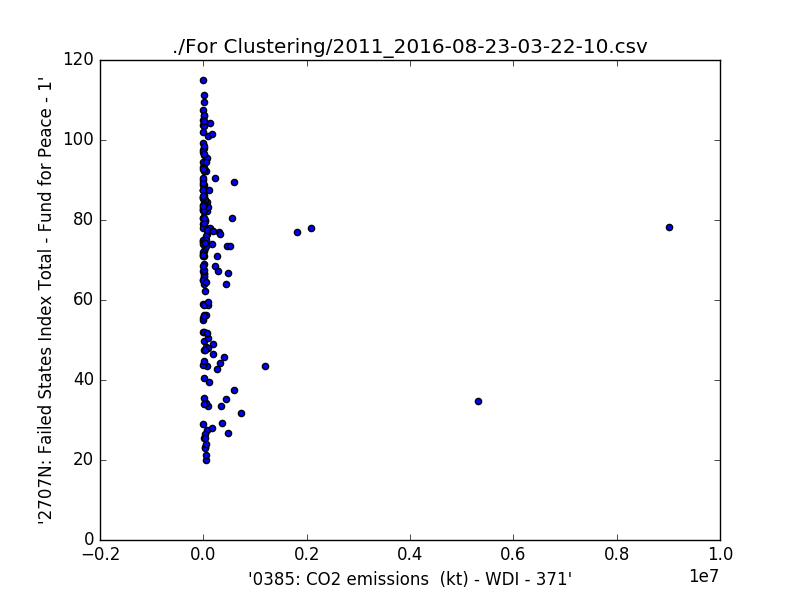 ./For Clustering/2011_2016-08-23-03-22-10.csv
120
100
80
60
40
20
0
'2707N: Failed States Index Total - Fund for Peace - 1'
−0.2 0.0 0.2 0.4 0.6 0.8 1.0
1e7
'0385: CO2 emissions  (kt) - WDI - 371'